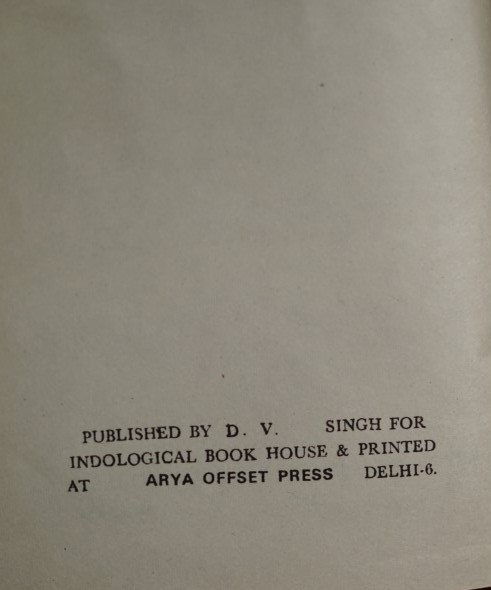 PUBLISHED BY D. V. SINGH FOR
INDOLOGICAL BOOK HOUSE & PRINTED
AT ARYA OFFSET PRESS DELHI-6.